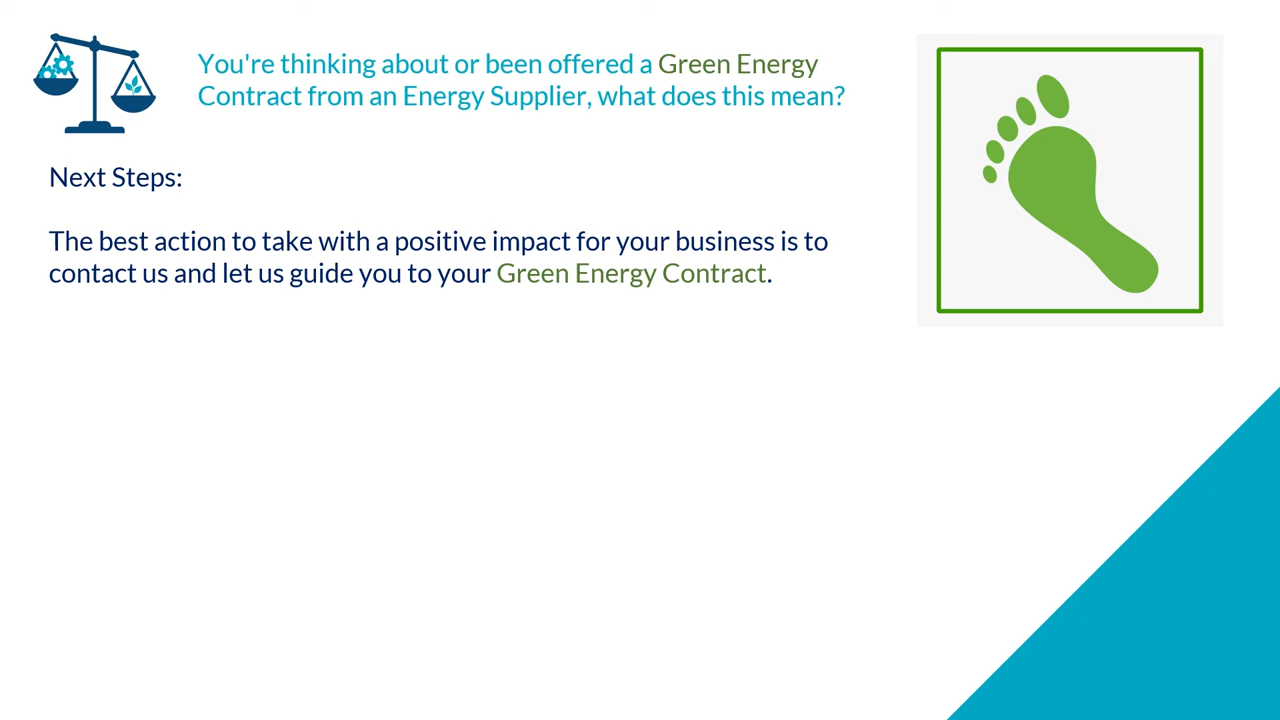 You're thinking about or been offered a Green Energy
Contract from an Energy Supplier, what does this mean?
Next Steps:
The best action to take with a positive impact for your business is to
contact us and let us guide you to your Green Energy Contract.